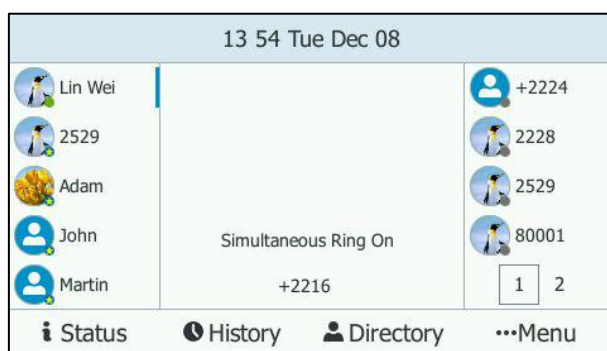 13 54 Tue Dec 08
Lin Wei
2529
Adam
John
Martin
Simultaneous Ring On
+2216
+2224
2228
2529
80001
1 2
Status History Directory •••Menu